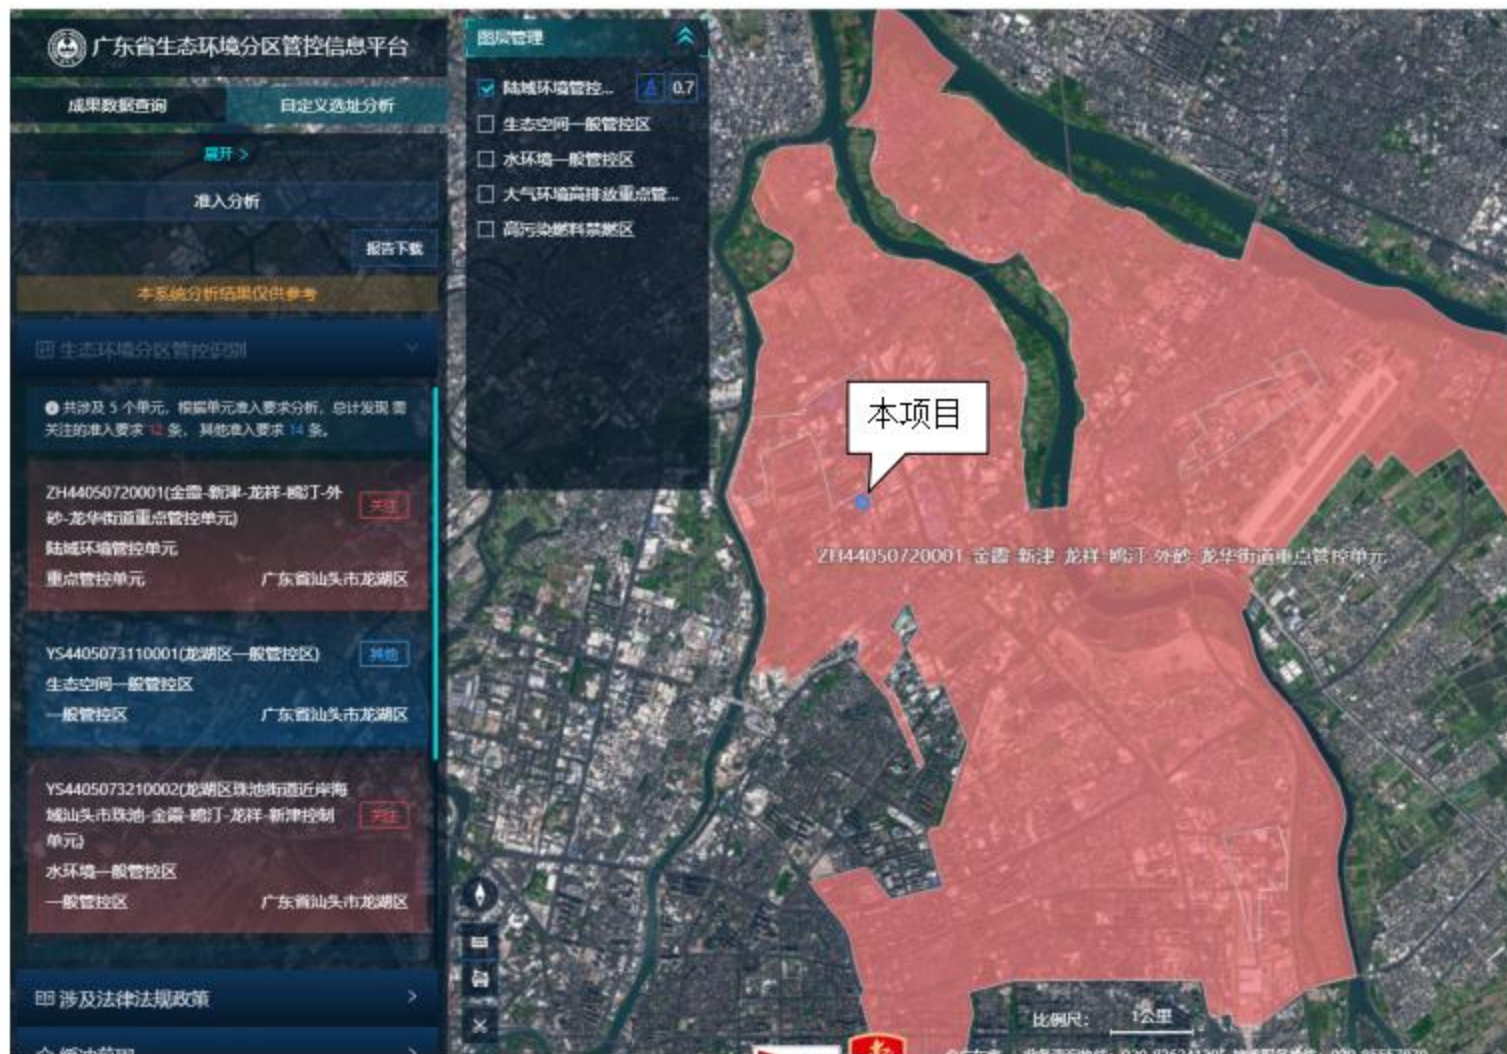 广东省生态环境分区管控信息平台
成果数据查询
自定义选址分析
展开 >
准入分析
报告下载
本系统分析结果仅供参考
生态环境分区管控识别
共涉及 5 个单元，根据单元准入要求分析，总计发现 需
关注的准入要求 12 条、其他准入要求 14 条。
ZH44050720001(金霞-新津-龙祥-鸥汀-外
砂-龙华街道重点管控单元)
关注
陆域环境管控单元
重点管控单元 广东省汕头市龙湖区
YS4405073110001(龙湖区一般管控区)
其他
生态空间一般管控区
一般管控区 广东省汕头市龙湖区
YS4405073210002(龙湖区珠池街道近岸海
域汕头市珠池-金霞-鸥汀-龙祥-新津控制
单元)
关注
水环境一般管控区
一般管控区 广东省汕头市龙湖区
涉及法律法规政策
图层管理
陆域环境管控... 0.7
生态空间一般管控区
水环境一般管控区
大气环境高排放重点管...
高污染燃料禁燃区
本项目
ZH44050720001-金霞-新津-龙祥-鸥汀-外砂-龙华街道重点管控单元
比例尺： 1公里